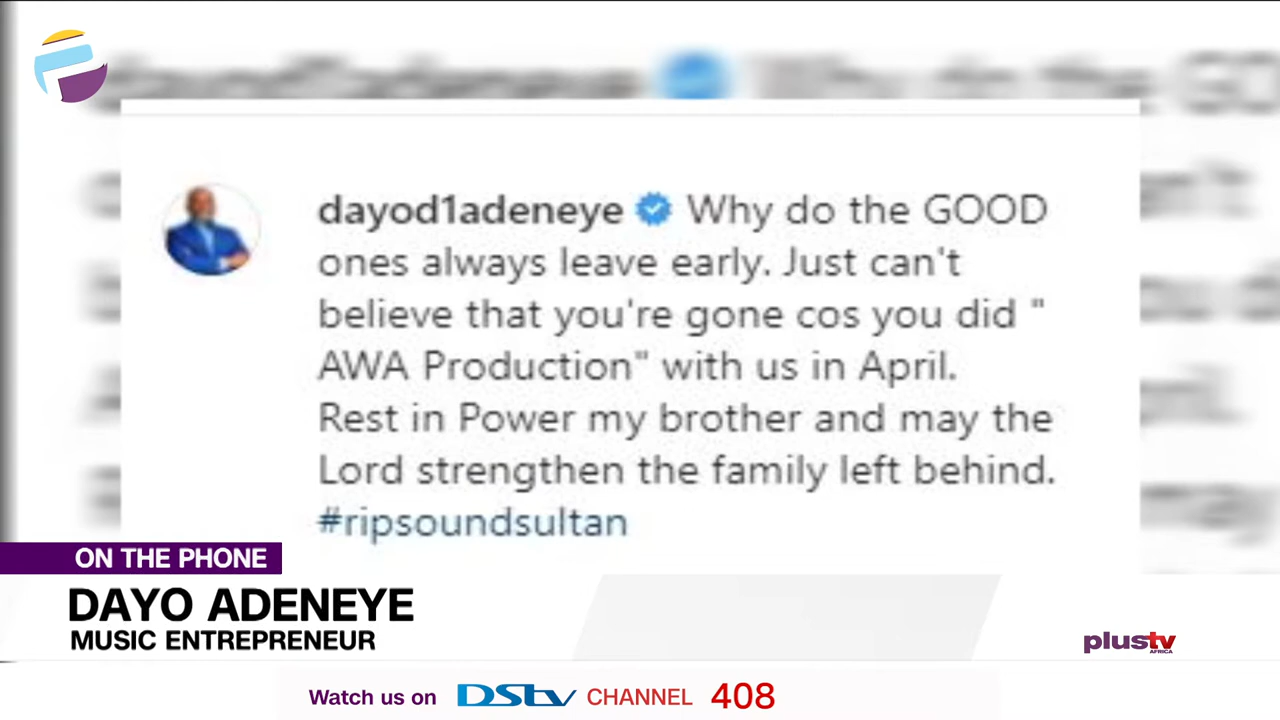 dayod1adeneye Why do the GOOD
ones always leave early. Just can't
believe that you're gone cos you did "
AWA Production" with us in April.
Rest in Power my brother and may the
Lord strengthen the family left behind.
#ripsoundsultan
ON THE PHONE
DAYO ADENEYE
MUSIC ENTREPRENEUR
plustv
AFRICA
Watch us on DStv CHANNEL 408